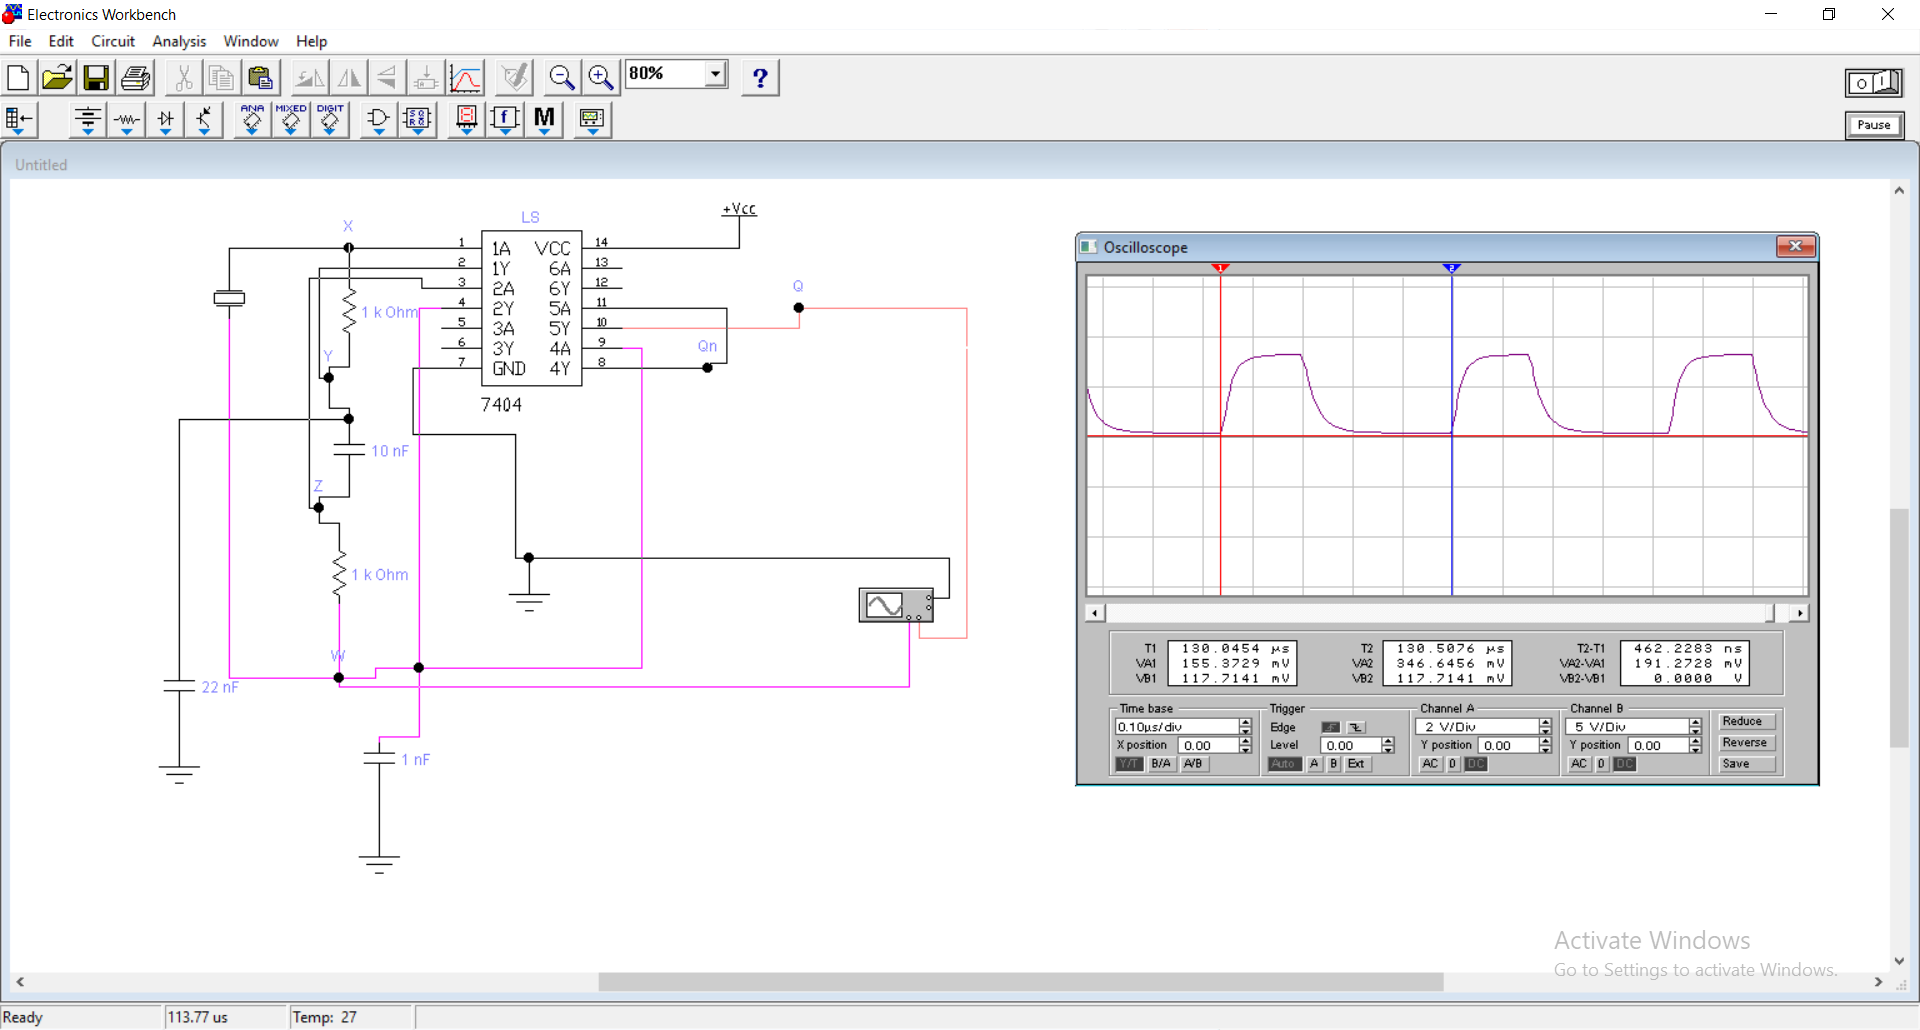 Electronics Workbench
File Edit Circuit Analysis Window Help
80%
?
Pause
ANA MIXED DIGIT
f M
Untitled
+Vcc
X
LS
1 1A VCC 14
2 1Y 6A 13
3 2A 6Y 12
4 2Y 5A 11
5 3A 5Y 10
6 3Y 4A 9
7 GND 4Y 8
7404
1 k Ohm
Y
Q
Qn
10 nF
Z
1 k Ohm
W
22 nF
1 nF
Oscilloscope
1 2
T1 130.0454 µs T2 130.5076 µs T2-T1 462.2283 ns
VA1 155.3729 mV VA2 346.6456 mV VA2-VA1 191.2728 mV
VB1 117.7141 mV VB2 117.7141 mV VB2-VB1 0.0000 V
Time base Trigger Channel A Channel B
0.10µs/div Edge 2 V/Div 5 V/Div Reduce
X position 0.00 Level 0.00 Y position 0.00 Y position 0.00 Reverse
Y/T B/A A/B Auto A B Ext AC 0 DC AC 0 DC Save
Activate Windows
Go to Settings to activate Windows.
Ready 113.77 us Temp: 27